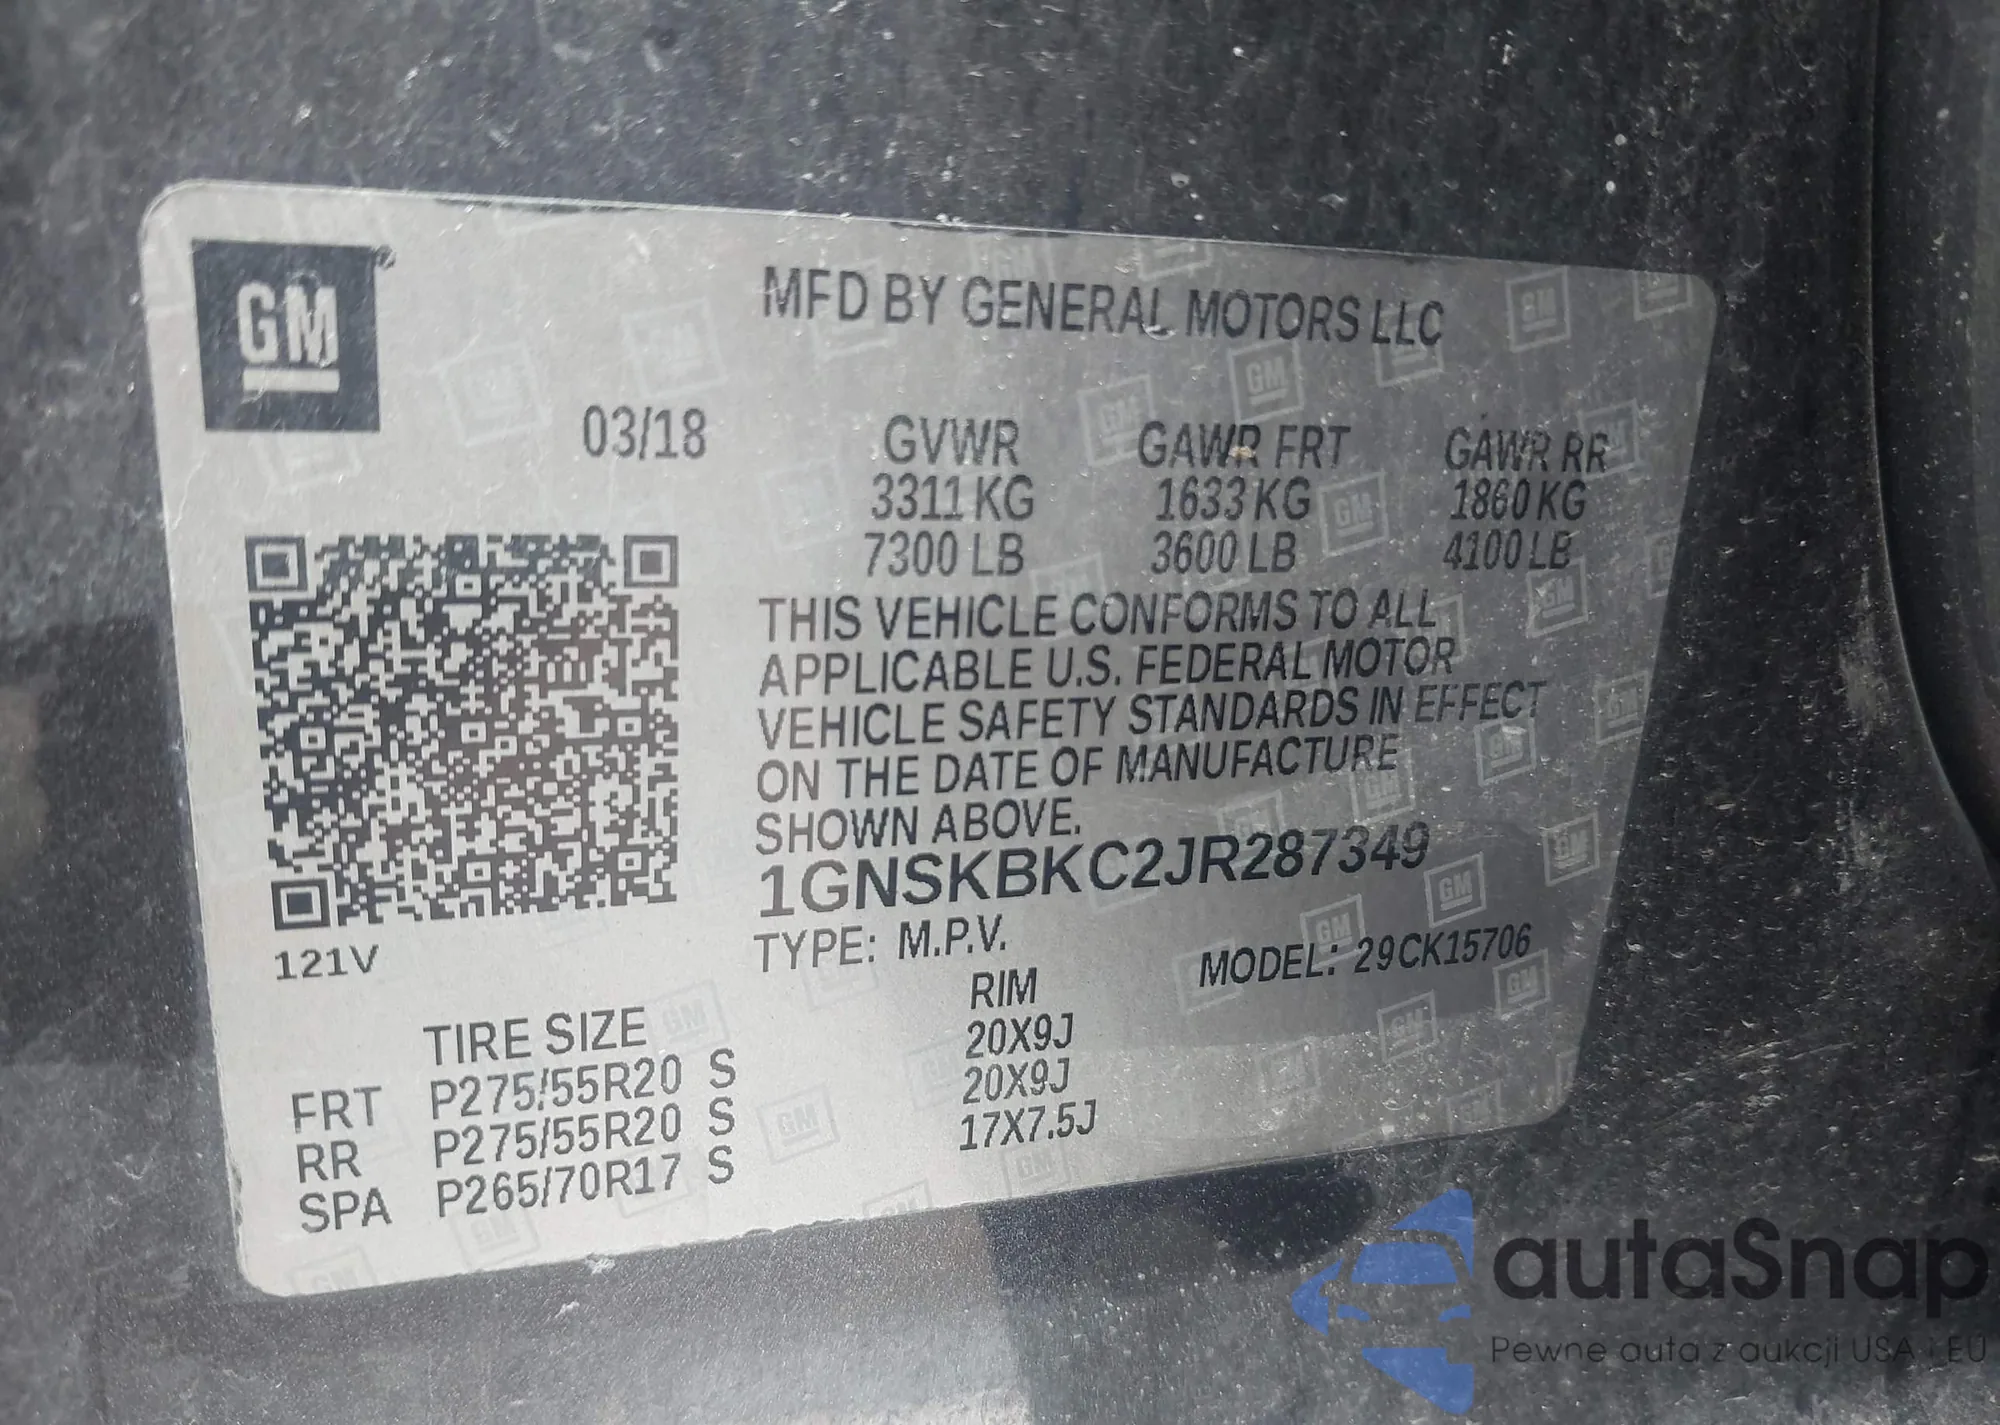 GM
MFD BY GENERAL MOTORS LLC
03/18
GVWR GAWR FRT GAWR RR
3311 KG 1633 KG 1860 KG
7300 LB 3600 LB 4100 LB
THIS VEHICLE CONFORMS TO ALL
APPLICABLE U.S. FEDERAL MOTOR
VEHICLE SAFETY STANDARDS IN EFFECT
ON THE DATE OF MANUFACTURE
SHOWN ABOVE.
1GNSKBKC2JR287349
TYPE: M.P.V. MODEL: 29CK15706
121V
TIRE SIZE RIM
FRT P275/55R20 S 20X9J
RR P275/55R20 S 20X9J
SPA P265/70R17 S 17X7.5J
autaSnap
Pewne auta z aukcji USA i EU